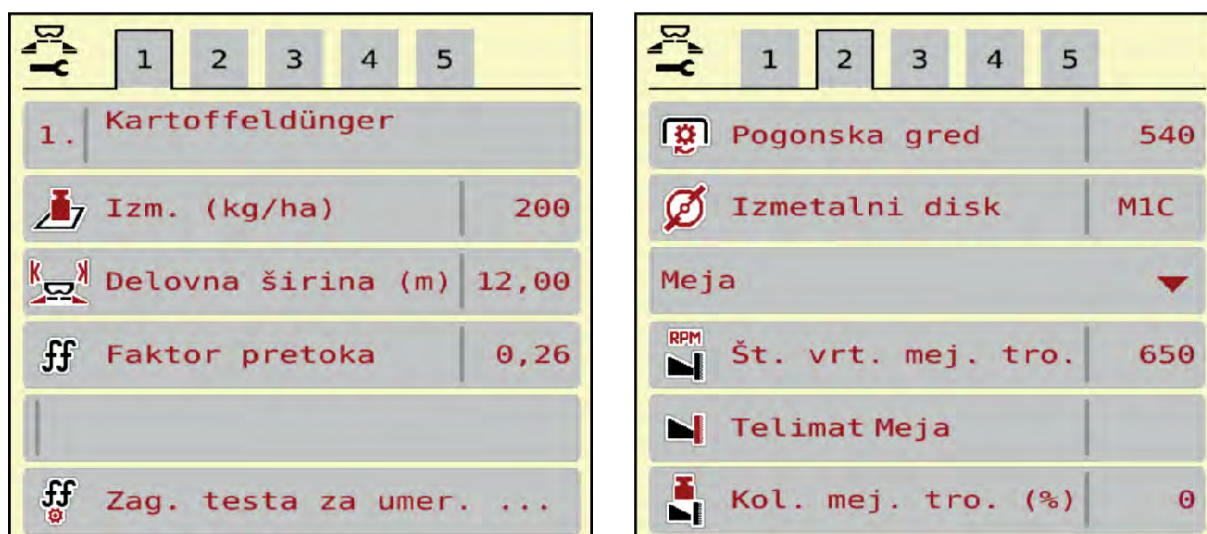 1 2 3 4 5
1. Kartoffeldünger
Izm. (kg/ha) 200
Delovna širina (m) 12,00
ff Faktor pretoka 0,26
ff Zag. testa za umer. ...
1 2 3 4 5
Pogonska gred 540
Izmetalni disk M1C
Meja
RPM Št. vrt. mej. tro. 650
Telimat Meja
Kol. mej. tro. (%) 0